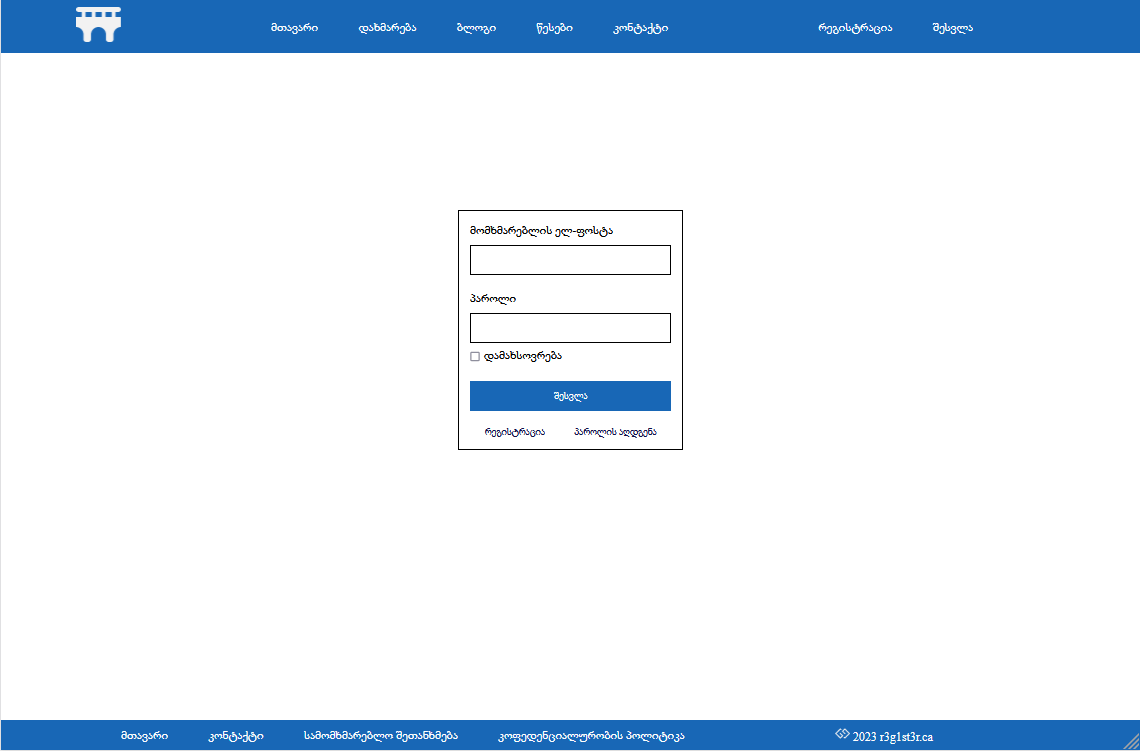 მთავარი დახმარება ბლოგი წესები კონტაქტი რეგისტრაცია შესვლა
მომხმარებლის ელ-ფოსტა
პაროლი
დამახსოვრება
შესვლა
რეგისტრაცია პაროლის აღდგენა
მთავარი კონტაქტი სამომხმარებლო შეთანხმება კოფედენციალურობის პოლიტიკა 2023 r3g1st3r.ca